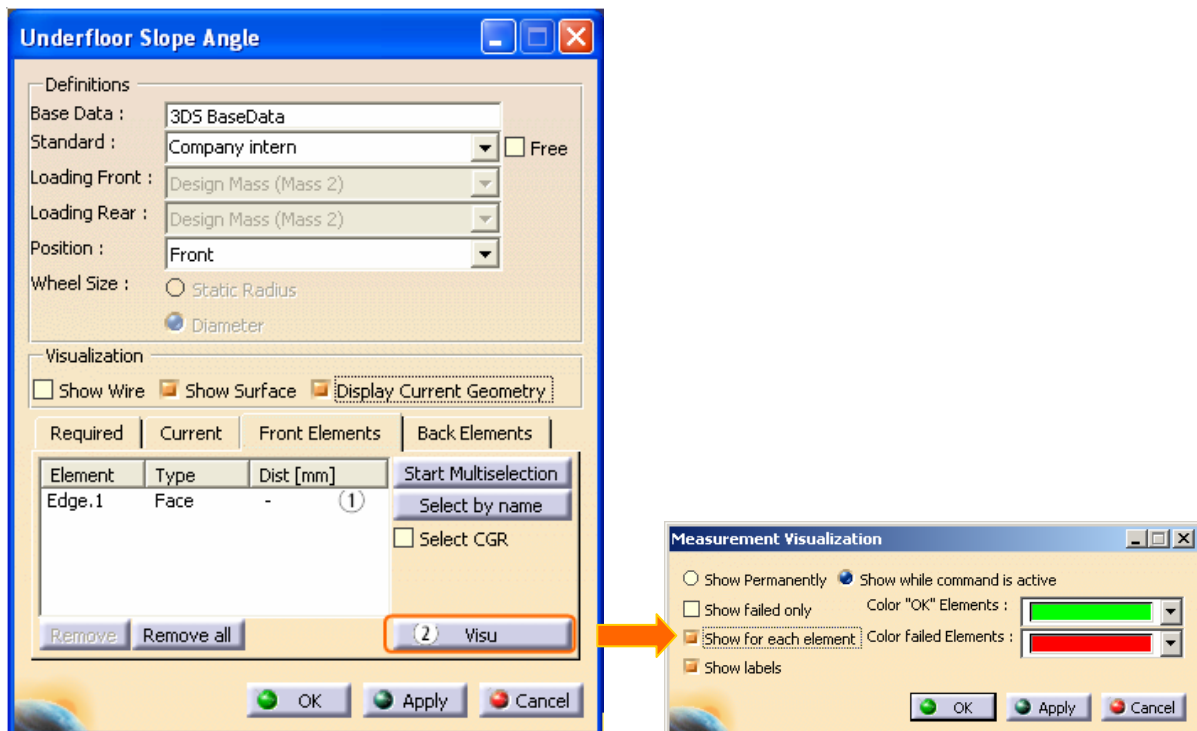 Underfloor Slope Angle
Definitions
Base Data : 3DS BaseData
Standard : Company intern Free
Loading Front : Design Mass (Mass 2)
Loading Rear : Design Mass (Mass 2)
Position : Front
Wheel Size : Static Radius
Diameter
Visualization
Show Wire Show Surface Display Current Geometry
Required Current Front Elements Back Elements
Element Type Dist [mm] Start Multiselection
Edge.1 Face - 1 Select by name
Select CGR
Remove Remove all 2 Visu
OK Apply Cancel
Measurement Visualization
Show Permanently Show while command is active
Show failed only Color "OK" Elements :
Show for each element Color failed Elements :
Show labels
OK Apply Cancel